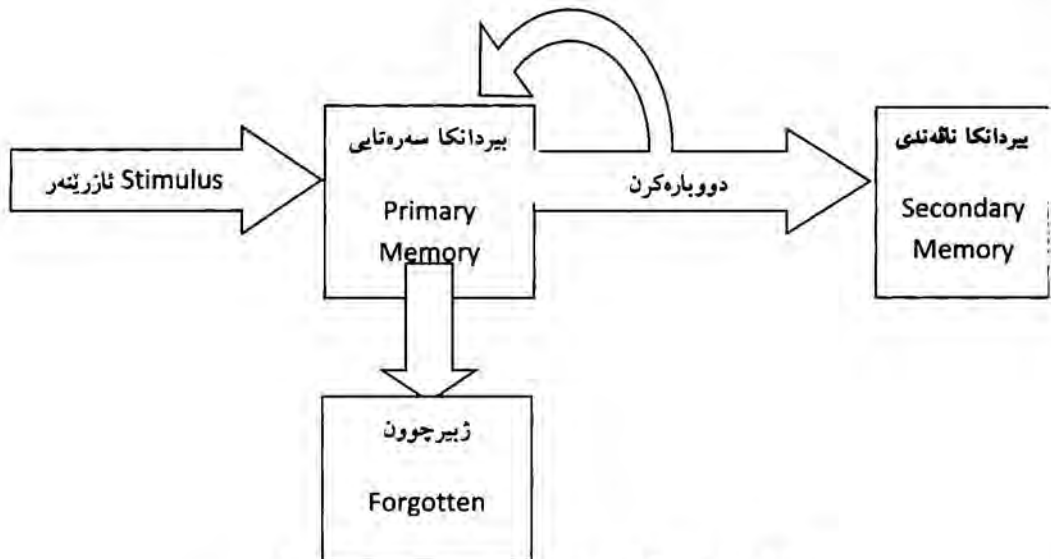 ئازرێنەر Stimulus
بیردانکا سەرەتایی
Primary
Memory
دووبارەکرن
بیردانکا ناڤەندی
Secondary
Memory
ژبیرچوون
Forgotten